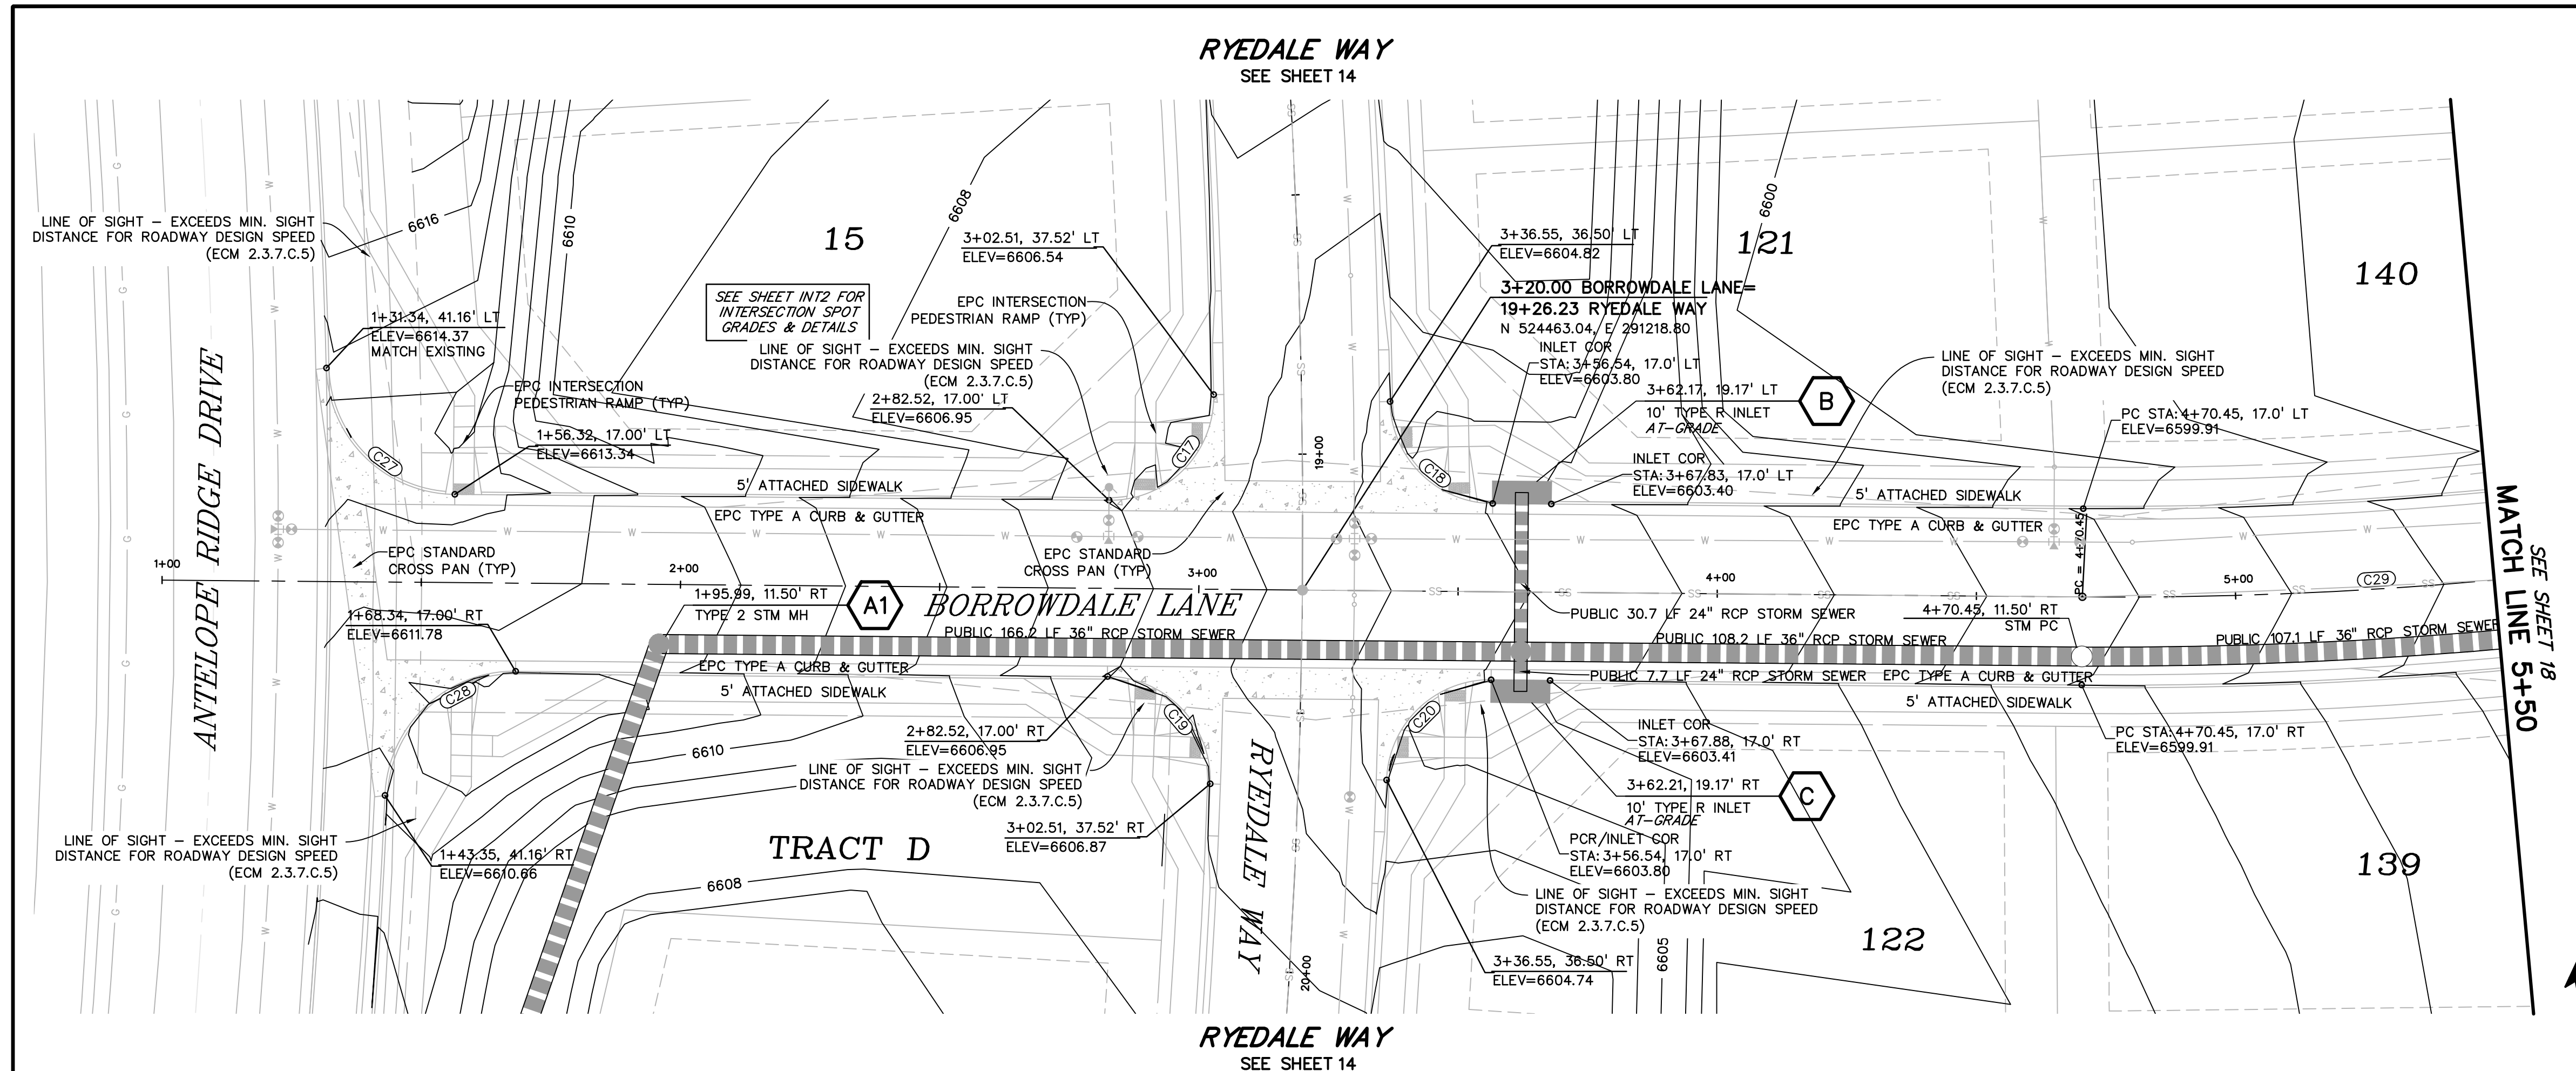 RYEDALE WAY
SEE SHEET 14
LINE OF SIGHT – EXCEEDS MIN. SIGHT
DISTANCE FOR ROADWAY DESIGN SPEED
(ECM 2.3.7.C.5)
6616
6610
15
6608
3+02.51, 37.52' LT
ELEV=6606.54
SEE SHEET INT2 FOR
INTERSECTION SPOT
GRADES & DETAILS
EPC INTERSECTION
PEDESTRIAN RAMP (TYP)
LINE OF SIGHT – EXCEEDS MIN. SIGHT
DISTANCE FOR ROADWAY DESIGN SPEED
(ECM 2.3.7.C.5)
2+82.52, 17.00' LT
ELEV=6606.95
1+31.34, 41.16' LT
ELEV=6614.37
MATCH EXISTING
EPC INTERSECTION
PEDESTRIAN RAMP (TYP)
1+56.32, 17.00' LT
ELEV=6613.34
C27
C17
19+00
3+36.55, 36.50' LT
ELEV=6604.82
3+20.00 BORROWDALE LANE=
19+26.23 RYEDALE WAY
N 524463.04, E 291218.80
INLET COR
STA: 3+56.54, 17.0' LT
ELEV=6603.80
3+62.17, 19.17' LT
10' TYPE R INLET
AT-GRADE
B
INLET COR
STA: 3+67.83, 17.0' LT
ELEV=6603.40
C18
121
6600
140
LINE OF SIGHT – EXCEEDS MIN. SIGHT
DISTANCE FOR ROADWAY DESIGN SPEED
(ECM 2.3.7.C.5)
PC STA: 4+70.45, 17.0' LT
ELEV=6599.91
5' ATTACHED SIDEWALK
EPC TYPE A CURB & GUTTER
5' ATTACHED SIDEWALK
EPC TYPE A CURB & GUTTER
ANTELOPE RIDGE DRIVE
EPC STANDARD
CROSS PAN (TYP)
EPC STANDARD
CROSS PAN (TYP)
1+00
2+00
3+00
4+00
5+00
PC = 4+70.45
C29
1+95.99, 11.50' RT
TYPE 2 STM MH
A1
BORROWDALE LANE
1+68.34, 17.00' RT
ELEV=6611.78
PUBLIC 166.2 LF 36" RCP STORM SEWER
PUBLIC 30.7 LF 24" RCP STORM SEWER
4+70.45, 11.50' RT
STM PC
PUBLIC 108.2 LF 36" RCP STORM SEWER
PUBLIC 107.1 LF 36" RCP STORM SEWER
EPC TYPE A CURB & GUTTER
5' ATTACHED SIDEWALK
PUBLIC 7.7 LF 24" RCP STORM SEWER
EPC TYPE A CURB & GUTTER
5' ATTACHED SIDEWALK
MATCH LINE 5+50
SEE SHEET 18
C28
C19
C20
2+82.52, 17.00' RT
ELEV=6606.95
6610
LINE OF SIGHT – EXCEEDS MIN. SIGHT
DISTANCE FOR ROADWAY DESIGN SPEED
(ECM 2.3.7.C.5)
3+02.51, 37.52' RT
ELEV=6606.87
INLET COR
STA: 3+67.88, 17.0' RT
ELEV=6603.41
3+62.21, 19.17' RT
10' TYPE R INLET
AT-GRADE
C
PC STA: 4+70.45, 17.0' RT
ELEV=6599.91
PCR/INLET COR
STA: 3+56.54, 17.0' RT
ELEV=6603.80
LINE OF SIGHT – EXCEEDS MIN. SIGHT
DISTANCE FOR ROADWAY DESIGN SPEED
(ECM 2.3.7.C.5)
LINE OF SIGHT – EXCEEDS MIN. SIGHT
DISTANCE FOR ROADWAY DESIGN SPEED
(ECM 2.3.7.C.5)
1+43.35, 41.16' RT
ELEV=6610.66
TRACT D
6608
RYEDALE WAY
20+00
3+36.55, 36.50' RT
ELEV=6604.74
6605
122
139
RYEDALE WAY
SEE SHEET 14